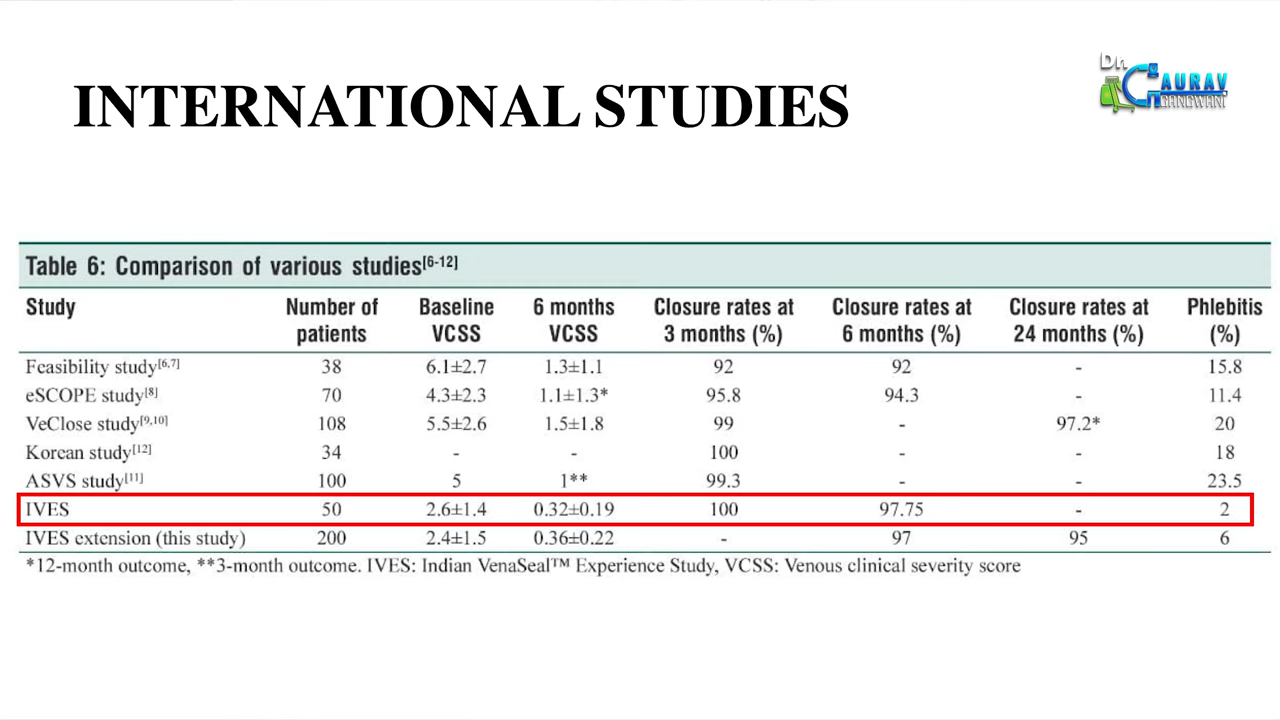 INTERNATIONAL STUDIES
Dr. GAURAV
GANGWANI
Table 6: Comparison of various studies[6-12]
Study Number of patients Baseline VCSS 6 months VCSS Closure rates at 3 months (%) Closure rates at 6 months (%) Closure rates at 24 months (%) Phlebitis (%)
Feasibility study[6,7] 38 6.1±2.7 1.3±1.1 92 92 - 15.8
eSCOPE study[8] 70 4.3±2.3 1.1±1.3* 95.8 94.3 - 11.4
VeClose study[9,10] 108 5.5±2.6 1.5±1.8 99 - 97.2* 20
Korean study[12] 34 - - 100 - - 18
ASVS study[11] 100 5 1** 99.3 - - 23.5
IVES 50 2.6±1.4 0.32±0.19 100 97.75 - 2
IVES extension (this study) 200 2.4±1.5 0.36±0.22 - 97 95 6
*12-month outcome, **3-month outcome. IVES: Indian VenaSeal™ Experience Study, VCSS: Venous clinical severity score